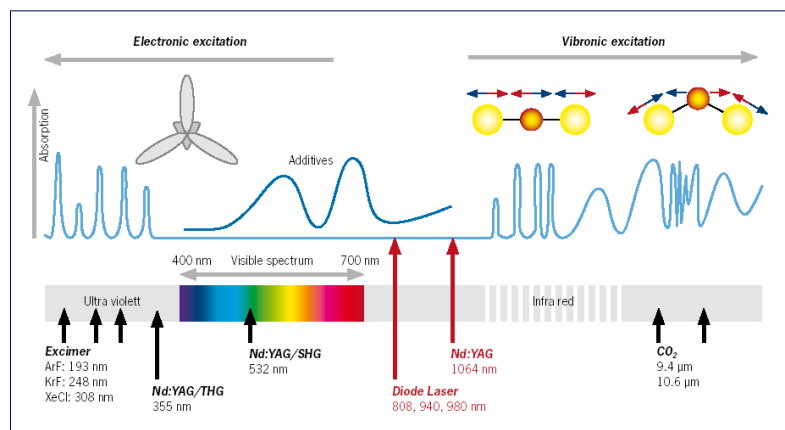 Electronic excitation
Vibronic excitation
Absorption
Additives
400 nm
Visible spectrum
700 nm
Ultra violett
Infra red
Excimer
ArF: 193 nm
KrF: 248 nm
XeCl: 308 nm
Nd:YAG/THG
355 nm
Nd:YAG/SHG
532 nm
Diode Laser
808, 940, 980 nm
Nd:YAG
1064 nm
CO₂
9.4 µm
10.6 µm